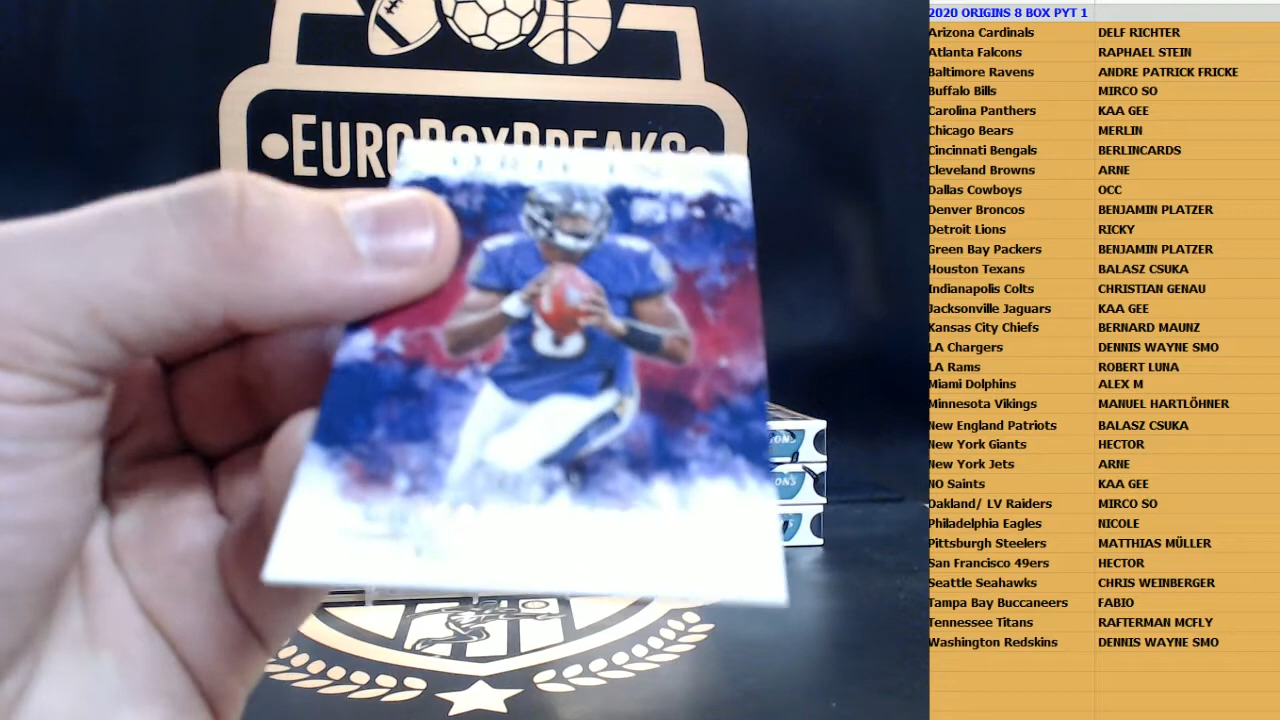 EUROBOXBREAKS
8
2020 ORIGINS 8 BOX PYT 1
Arizona Cardinals DELF RICHTER
Atlanta Falcons RAPHAEL STEIN
Baltimore Ravens ANDRE PATRICK FRICKE
Buffalo Bills MIRCO SO
Carolina Panthers KAA GEE
Chicago Bears MERLIN
Cincinnati Bengals BERLINCARDS
Cleveland Browns ARNE
Dallas Cowboys OCC
Denver Broncos BENJAMIN PLATZER
Detroit Lions RICKY
Green Bay Packers BENJAMIN PLATZER
Houston Texans BALASZ CSUKA
Indianapolis Colts CHRISTIAN GENAU
Jacksonville Jaguars KAA GEE
Kansas City Chiefs BERNARD MAUNZ
LA Chargers DENNIS WAYNE SMO
LA Rams ROBERT LUNA
Miami Dolphins ALEX M
Minnesota Vikings MANUEL HARTLÖHNER
New England Patriots BALASZ CSUKA
New York Giants HECTOR
New York Jets ARNE
NO Saints KAA GEE
Oakland/ LV Raiders MIRCO SO
Philadelphia Eagles NICOLE
Pittsburgh Steelers MATTHIAS MÜLLER
San Francisco 49ers HECTOR
Seattle Seahawks CHRIS WEINBERGER
Tampa Bay Buccaneers FABIO
Tennessee Titans RAFTERMAN MCFLY
Washington Redskins DENNIS WAYNE SMO